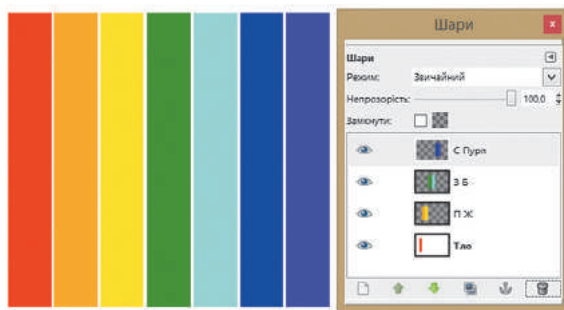 Шари
x
Шари
Режим: Звичайний
Непрозорість: 100,0
Замкнути:
С Пурп
З Б
П Ж
Тло